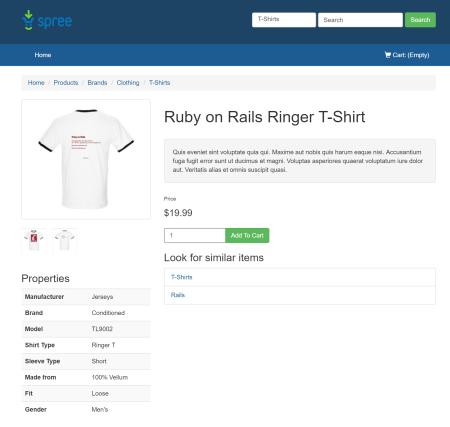 spree
T-Shirts Search Search
Home Cart: (Empty)
Home / Products / Brands / Clothing / T-Shirts
Ruby on Rails Ringer T-Shirt
Quis eveniet sint voluptate quia qui. Maxime aut nobis quis harum eaque nisi. Accusantium
fuga fugit error sunt ut ducimus et magni. Voluptas asperiores quaerat voluptatum iure dolor
aut. Veritatis alias et omnis suscipit quasi.
Price
$19.99
1 Add To Cart
Look for similar items
T-Shirts
Rails
Properties
Manufacturer Jerseys
Brand Conditioned
Model TL9002
Shirt Type Ringer T
Sleeve Type Short
Made from 100% Vellum
Fit Loose
Gender Men's